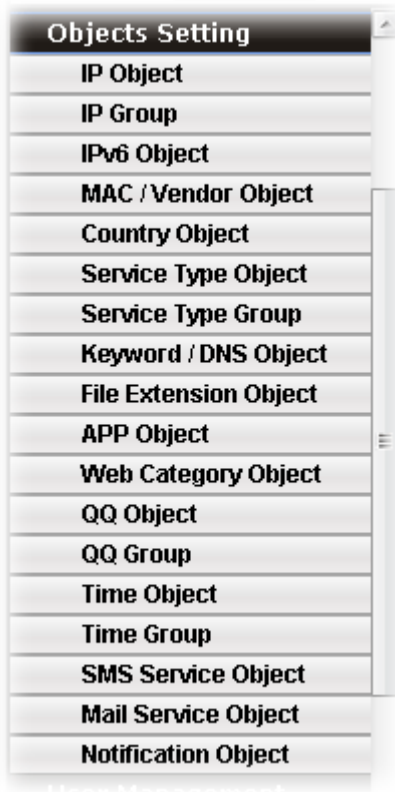 Objects Setting
IP Object
IP Group
IPv6 Object
MAC / Vendor Object
Country Object
Service Type Object
Service Type Group
Keyword / DNS Object
File Extension Object
APP Object
Web Category Object
QQ Object
QQ Group
Time Object
Time Group
SMS Service Object
Mail Service Object
Notification Object
User Management